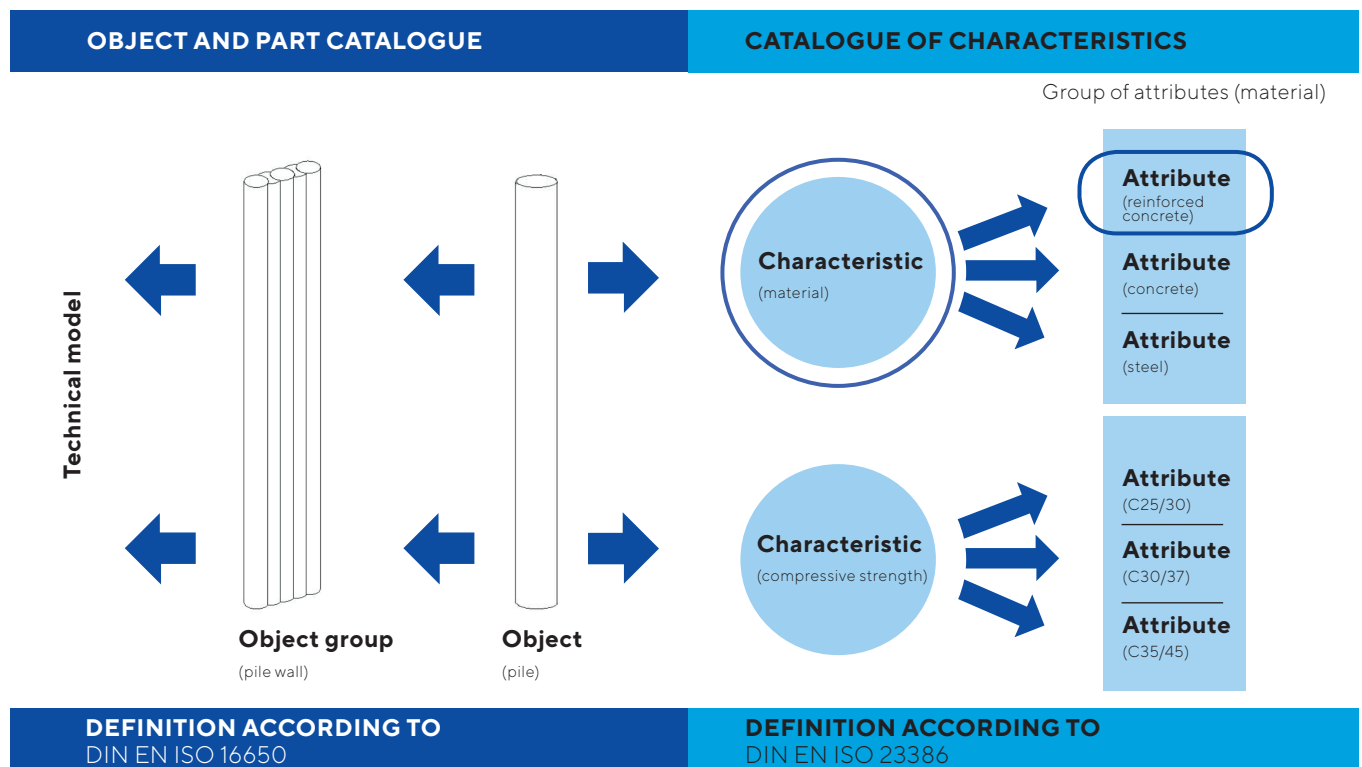 OBJECT AND PART CATALOGUE
CATALOGUE OF CHARACTERISTICS
Group of attributes (material)
Technical model
Object group
(pile wall)
Object
(pile)
Characteristic
(material)
Attribute
(reinforced
concrete)
Attribute
(concrete)
Attribute
(steel)
Characteristic
(compressive strength)
Attribute
(C25/30)
Attribute
(C30/37)
Attribute
(C35/45)
DEFINITION ACCORDING TO
DIN EN ISO 16650
DEFINITION ACCORDING TO
DIN EN ISO 23386